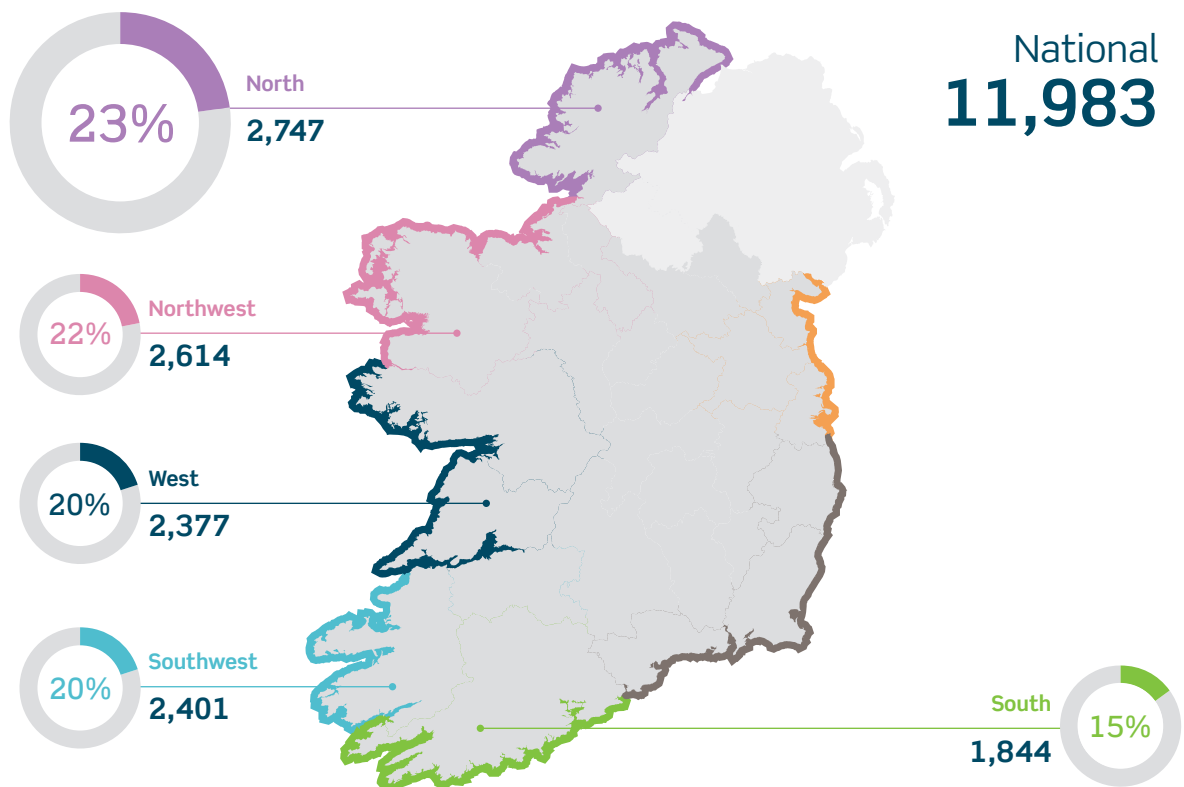 National
11,983
23%
North
2,747
22%
Northwest
2,614
20%
West
2,377
20%
Southwest
2,401
South
1,844
15%